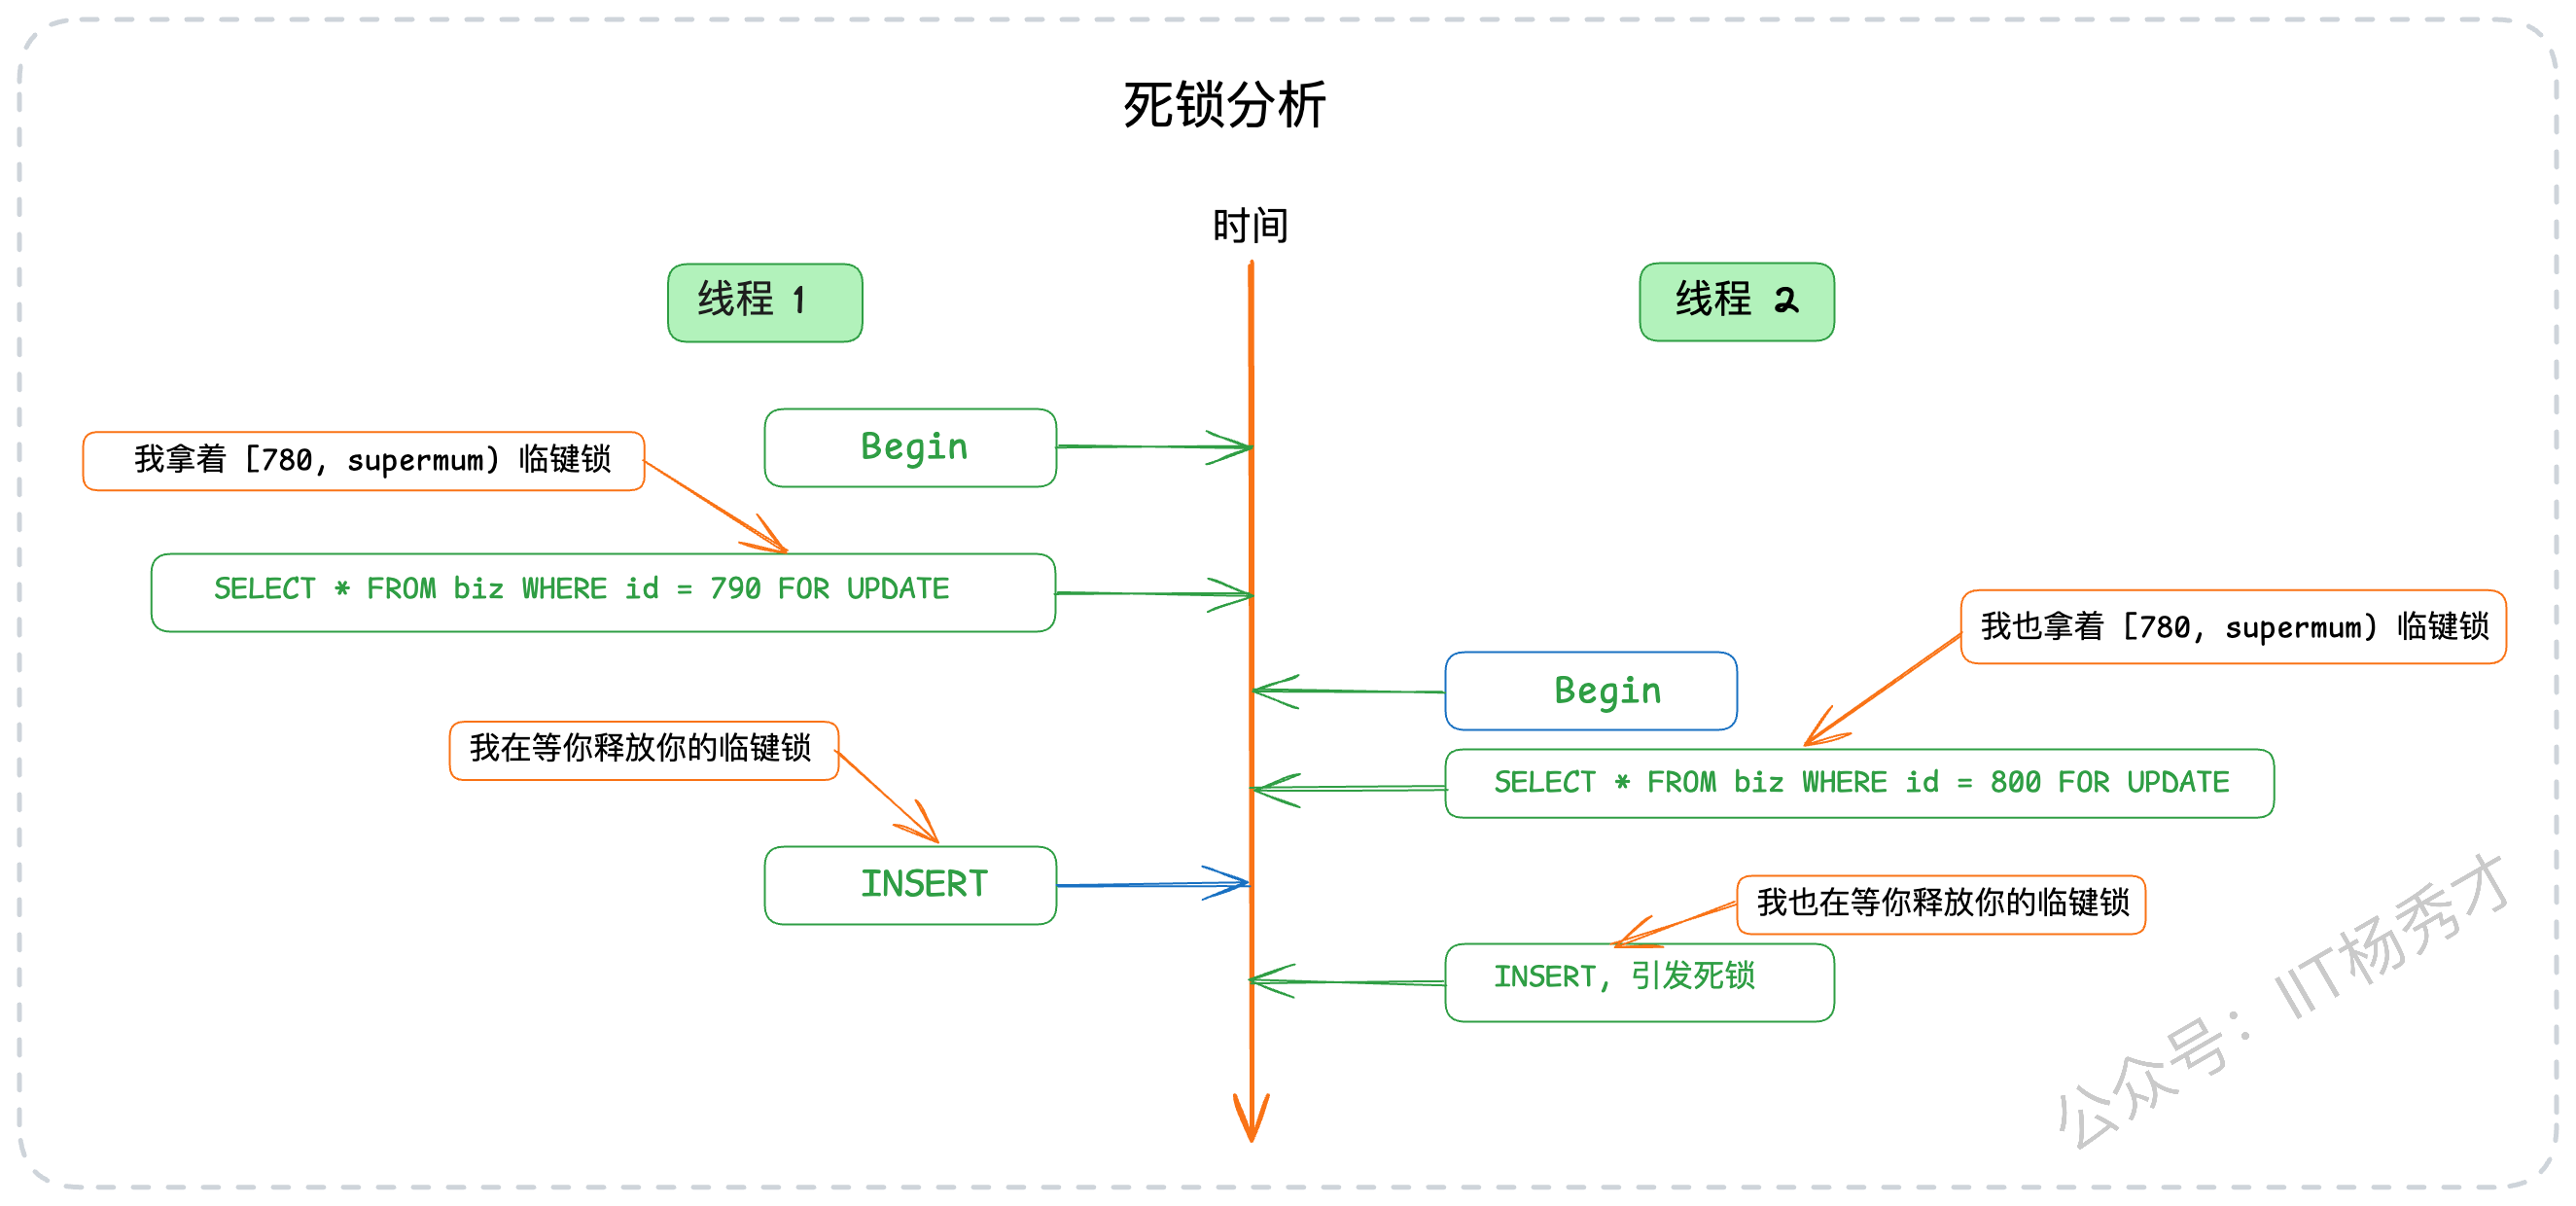 死锁分析
时间
线程 1
线程 2
Begin
我拿着 [780, supermum) 临键锁
SELECT * FROM biz WHERE id = 790 FOR UPDATE
我也拿着 [780, supermum) 临键锁
Begin
我在等你释放你的临键锁
SELECT * FROM biz WHERE id = 800 FOR UPDATE
INSERT
我也在等你释放你的临键锁
INSERT, 引发死锁
公众号：IIT杨秀才